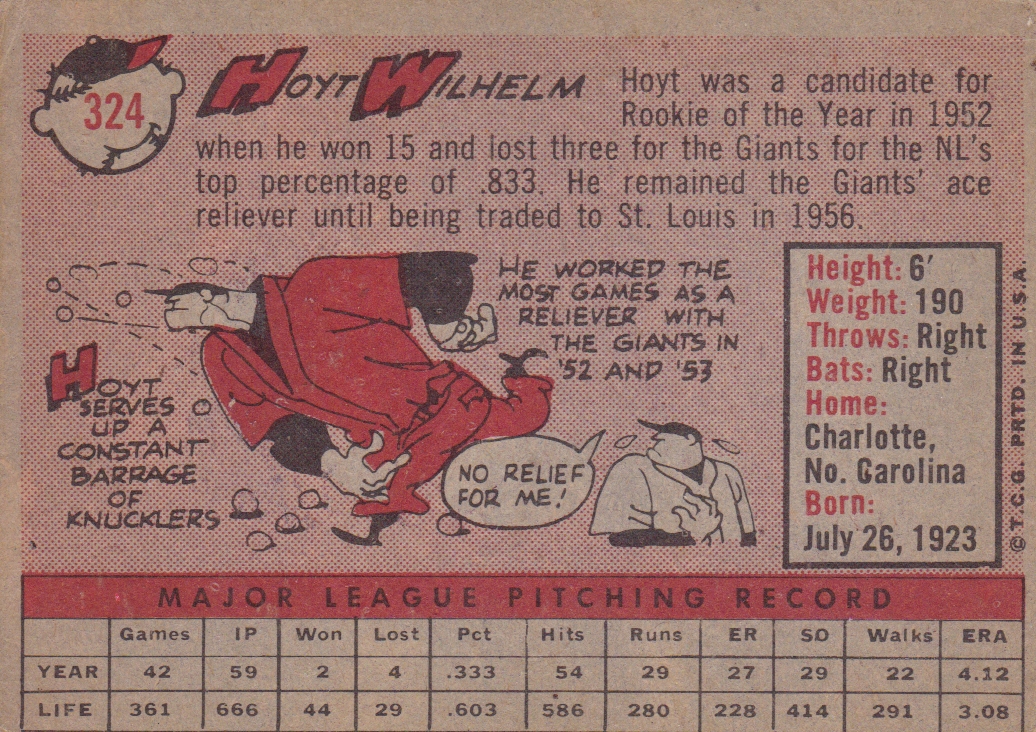 324
HOYT WILHELM
Hoyt was a candidate for
Rookie of the Year in 1952
when he won 15 and lost three for the Giants for the NL's
top percentage of .833. He remained the Giants' ace
reliever until being traded to St. Louis in 1956.
HE WORKED THE
MOST GAMES AS A
RELIEVER WITH
THE GIANTS IN
'52 AND '53
HOYT
SERVES
UP A
CONSTANT
BARRAGE
OF
KNUCKLERS
NO RELIEF
FOR ME!
Height: 6'
Weight: 190
Throws: Right
Bats: Right
Home:
Charlotte,
No. Carolina
Born:
July 26, 1923
© T.C.G. PRTD. IN U.S.A.
MAJOR LEAGUE PITCHING RECORD
Games IP Won Lost Pct Hits Runs ER SO Walks ERA
YEAR 42 59 2 4 .333 54 29 27 29 22 4.12
LIFE 361 666 44 29 .603 586 280 228 414 291 3.08